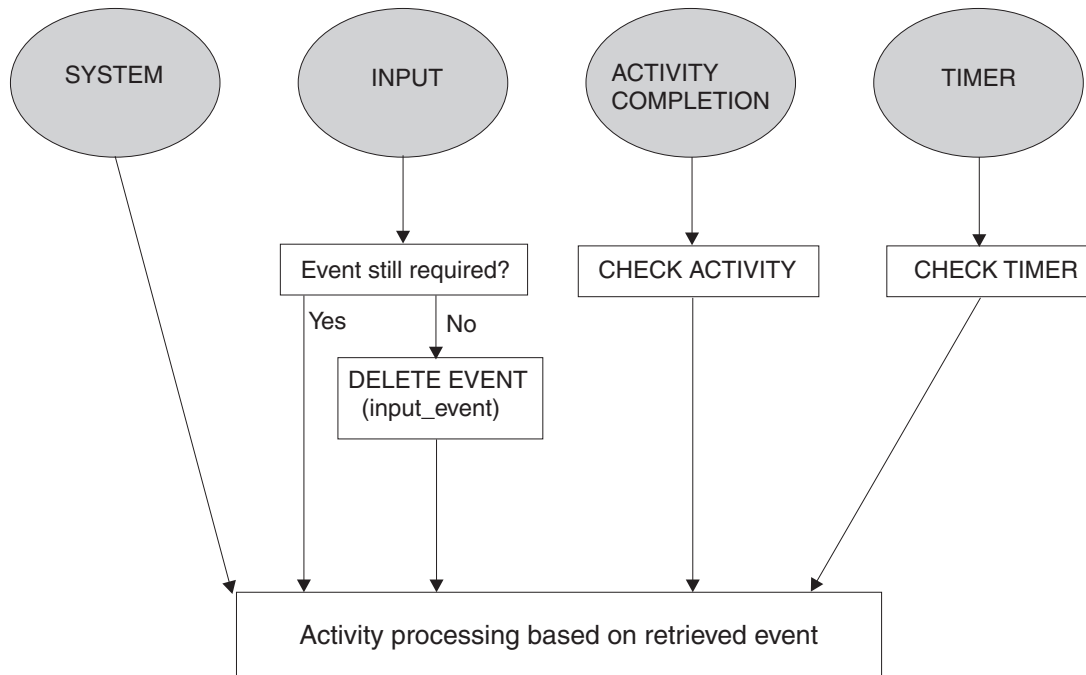 SYSTEM
INPUT
ACTIVITY
COMPLETION
TIMER
Event still required?
CHECK ACTIVITY
CHECK TIMER
Yes
No
DELETE EVENT
(input_event)
Activity processing based on retrieved event